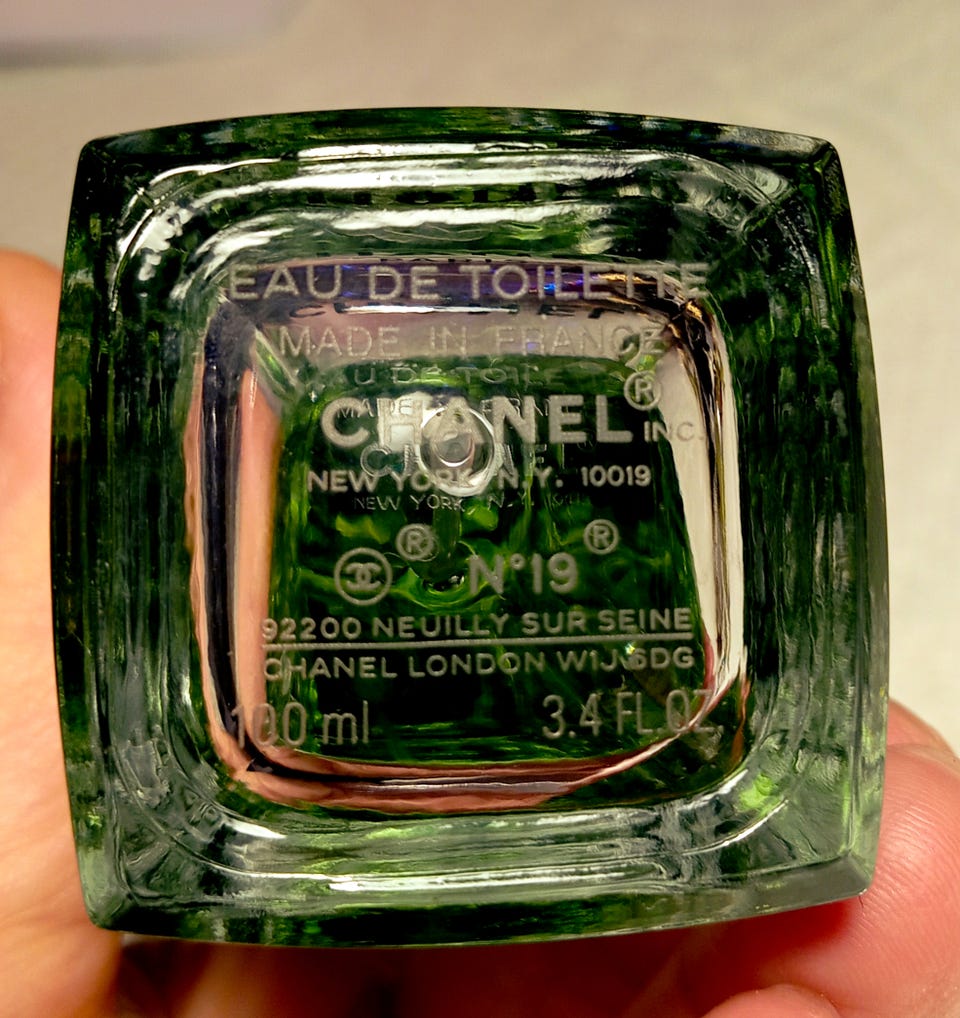 EAU DE TOILETTE
MADE IN FRANCE
CHANEL® INC.
NEW YORK, N.Y. 10019
® N°19®
92200 NEUILLY SUR SEINE
CHANEL LONDON W1J 6DG
100 ml 3.4 FL.OZ.